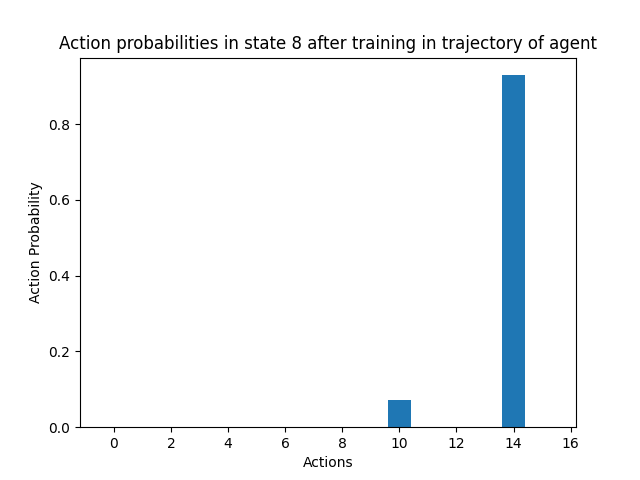 Action probabilities in state 8 after training in trajectory of agent
Action Probability
0.8
0.6
0.4
0.2
0.0
0 2 4 6 8 10 12 14 16
Actions